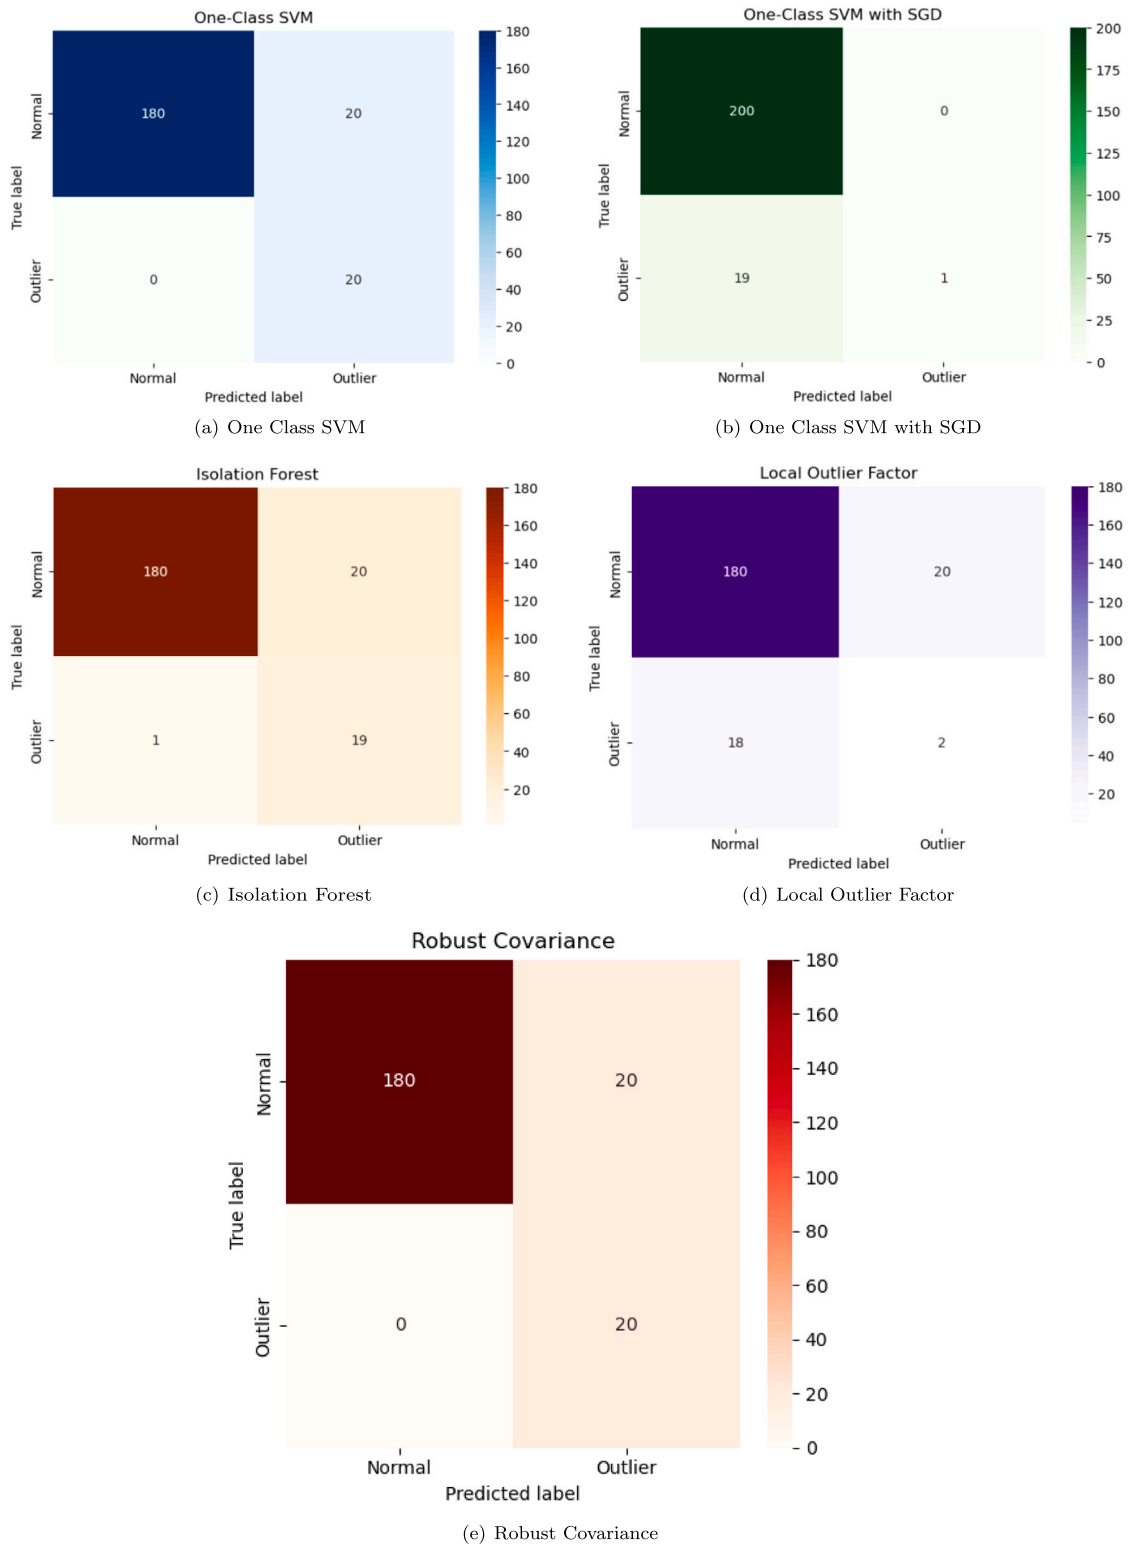 One-Class SVM
180
20
0
20
Normal
Outlier
True label
Normal
Outlier
Predicted label
180
160
140
120
100
80
60
40
20
0
(a) One Class SVM
One-Class SVM with SGD
200
0
19
1
Normal
Outlier
True label
Normal
Outlier
Predicted label
200
175
150
125
100
75
50
25
0
(b) One Class SVM with SGD
Isolation Forest
180
20
1
19
Normal
Outlier
True label
Normal
Outlier
Predicted label
180
160
140
120
100
80
60
40
20
(c) Isolation Forest
Local Outlier Factor
180
20
18
2
Normal
Outlier
True label
Normal
Outlier
Predicted label
180
160
140
120
100
80
60
40
20
(d) Local Outlier Factor
Robust Covariance
180
20
0
20
Normal
Outlier
True label
Normal
Outlier
Predicted label
180
160
140
120
100
80
60
40
20
0
(e) Robust Covariance